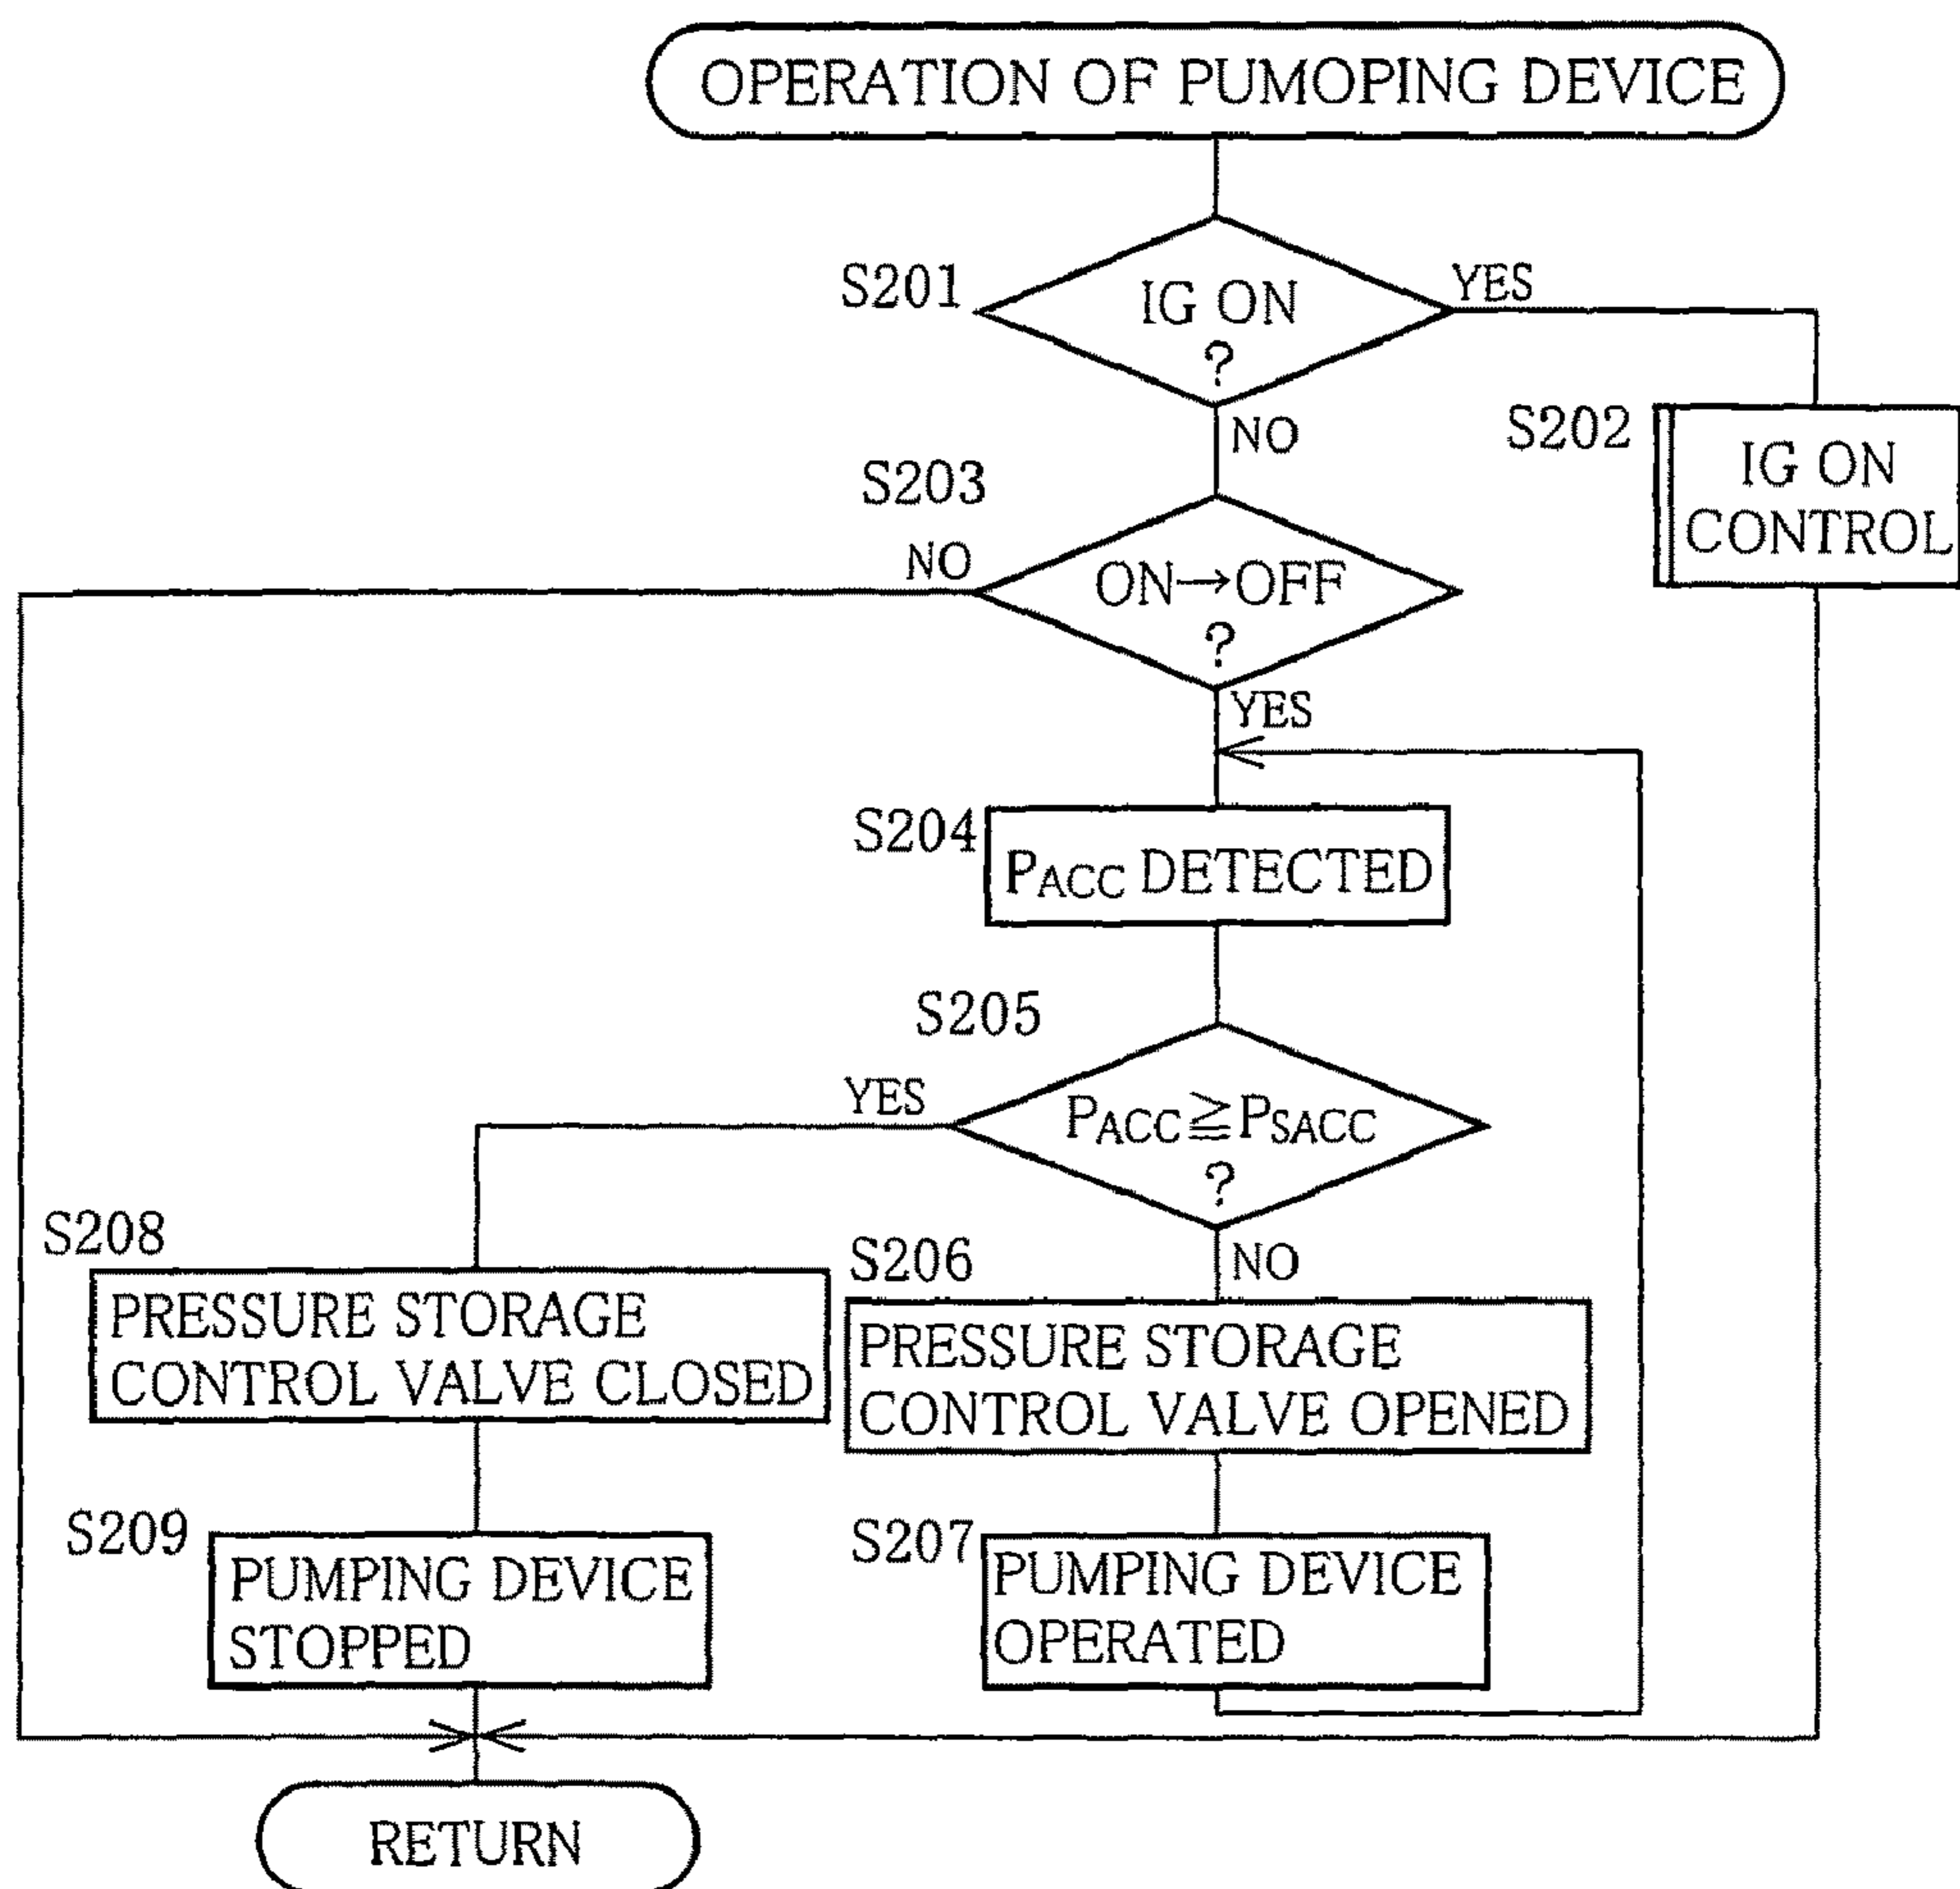 OPERATION OF PUMOPING DEVICE
S201
IG ON
?
YES
NO
S202
IG ON
CONTROL
S203
NO
ON→OFF
?
YES
S204
PACC DETECTED
S205
YES
PACC≧PSACC
?
NO
S208
PRESSURE STORAGE
CONTROL VALVE CLOSED
S206
PRESSURE STORAGE
CONTROL VALVE OPENED
S209
PUMPING DEVICE
STOPPED
S207
PUMPING DEVICE
OPERATED
RETURN